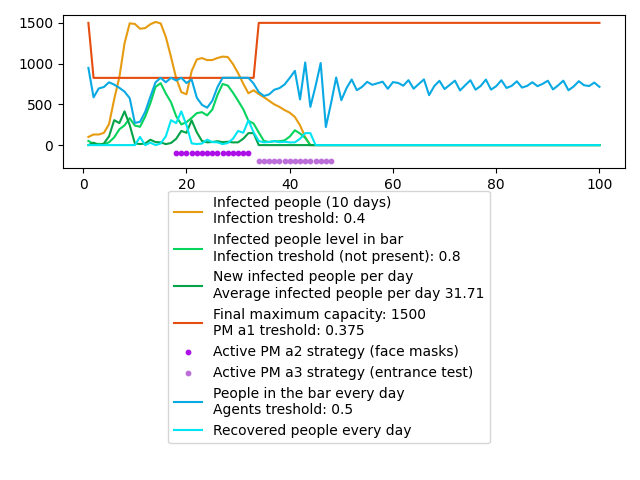 1500
1000
500
0
0 20 40 60 80 100
Infected people (10 days)
Infection treshold: 0.4
Infected people level in bar
Infection treshold (not present): 0.8
New infected people per day
Average infected people per day 31.71
Final maximum capacity: 1500
PM a1 treshold: 0.375
Active PM a2 strategy (face masks)
Active PM a3 strategy (entrance test)
People in the bar every day
Agents treshold: 0.5
Recovered people every day